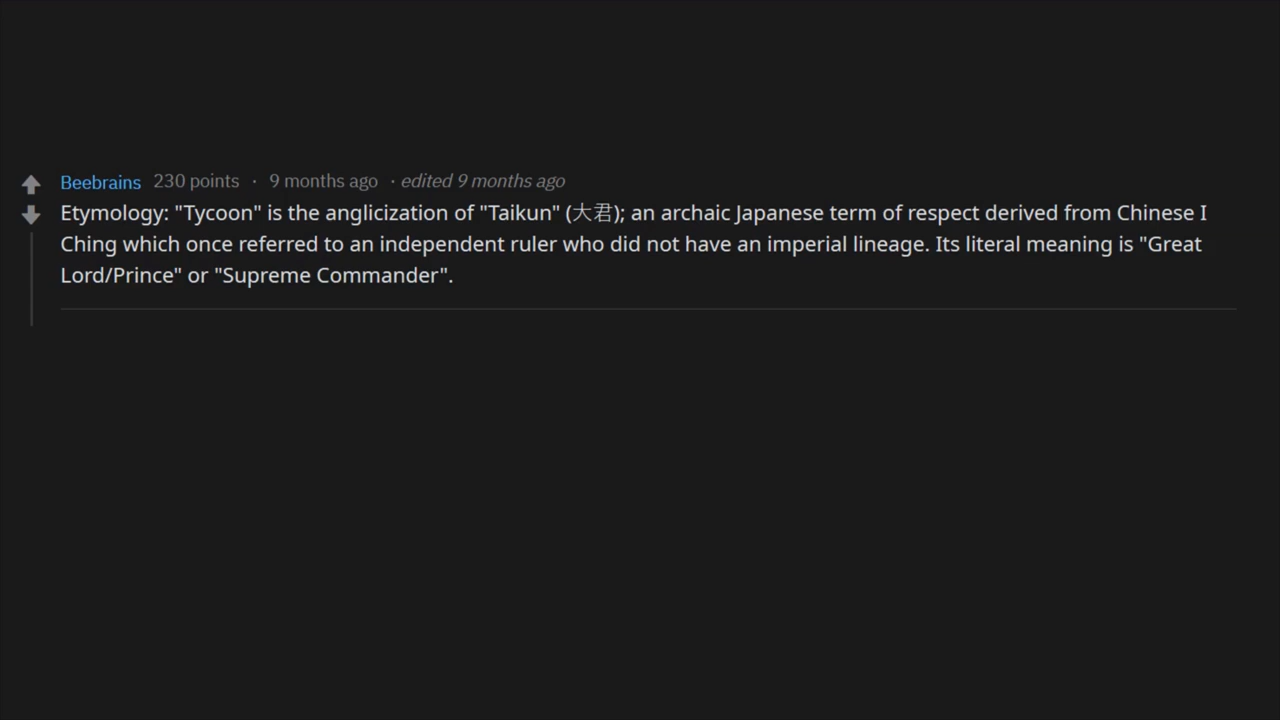 Beebrains 230 points · 9 months ago · edited 9 months ago
Etymology: "Tycoon" is the anglicization of "Taikun" (大君); an archaic Japanese term of respect derived from Chinese I
Ching which once referred to an independent ruler who did not have an imperial lineage. Its literal meaning is "Great
Lord/Prince" or "Supreme Commander".